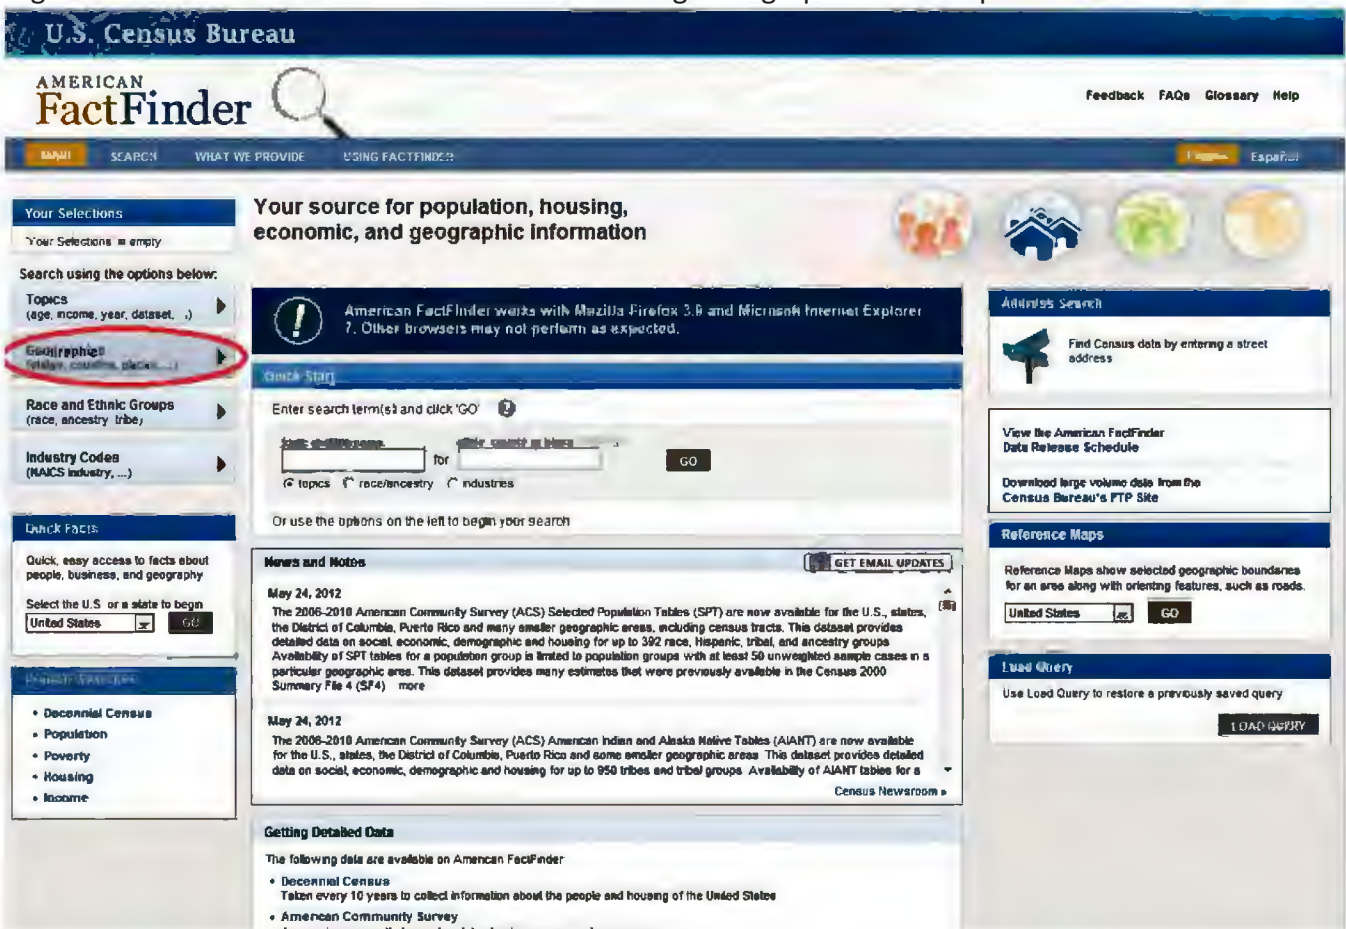 U.S. Census Bureau
AMERICAN
FactFinder
Feedback FAQs Glossary Help
MAIN SEARCH WHAT WE PROVIDE USING FACTFINDER
Español
Your Selections
'Your Selections' is empty
Search using the options below:
Topics
(age, income, year, dataset, ..)
Geographies
(states, counties, places, ...)
Race and Ethnic Groups
(race, ancestry, tribe)
Industry Codes
(NAICS industry, ...)
Quick Facts
Quick, easy access to facts about
people, business, and geography
Select the U.S. or a state to begin
United States GO
Popular Searches
• Decennial Census
• Population
• Poverty
• Housing
• Income
Your source for population, housing,
economic, and geographic information
American FactFinder works with Mozilla Firefox 3.9 and Microsoft Internet Explorer
7. Other browsers may not perform as expected.
Quick Start
Enter search term(s) and click 'GO' ?
for GO
topics race/ancestry industries
Or use the options on the left to begin your search
News and Notes GET EMAIL UPDATES
May 24, 2012
The 2006-2010 American Community Survey (ACS) Selected Population Tables (SPT) are now available for the U.S., states,
the District of Columbia, Puerto Rico and many smaller geographic areas, including census tracts. This dataset provides
detailed data on social, economic, demographic and housing for up to 392 race, Hispanic, tribal, and ancestry groups
Availability of SPT tables for a population group is limited to population groups with at least 50 unweighted sample cases in a
particular geographic area. This dataset provides many estimates that were previously available in the Census 2000
Summary File 4 (SF4) more
May 24, 2012
The 2006-2010 American Community Survey (ACS) American Indian and Alaska Native Tables (AIANT) are now available
for the U.S., states, the District of Columbia, Puerto Rico and some smaller geographic areas. This dataset provides detailed
data on social, economic, demographic and housing for up to 950 tribes and tribal groups. Availability of AIANT tables for a
Census Newsroom »
Getting Detailed Data
The following data are available on American FactFinder
• Decennial Census
Taken every 10 years to collect information about the people and housing of the United States
• American Community Survey
Address Search
Find Census data by entering a street
address
View the American FactFinder
Data Release Schedule
Download large volume data from the
Census Bureau's FTP Site
Reference Maps
Reference Maps show selected geographic boundaries
for an area along with orienting features, such as roads.
United States GO
Load Query
Use Load Query to restore a previously saved query
LOAD QUERY